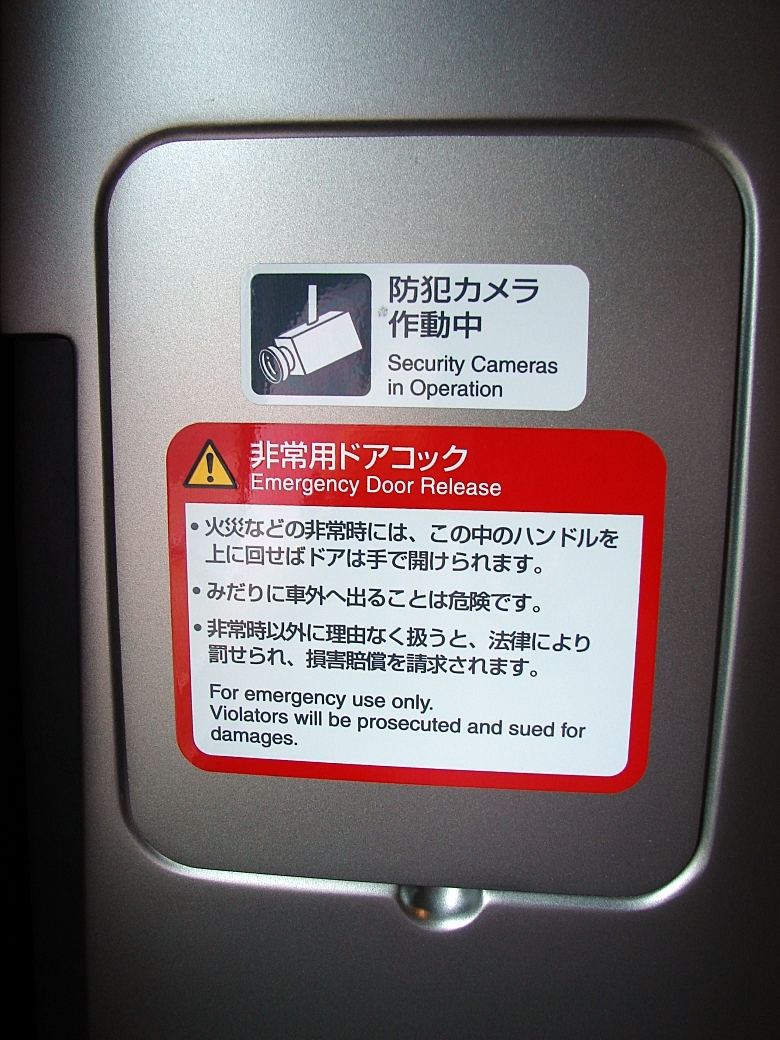 防犯カメラ
作動中
Security Cameras
in Operation
非常用ドアコック
Emergency Door Release
• 火災などの非常時には、この中のハンドルを
上に回せばドアは手で開けられます。
• みだりに車外へ出ることは危険です。
• 非常時以外に理由なく扱うと、法律により
罰せられ、損害賠償を請求されます。
For emergency use only.
Violators will be prosecuted and sued for
damages.